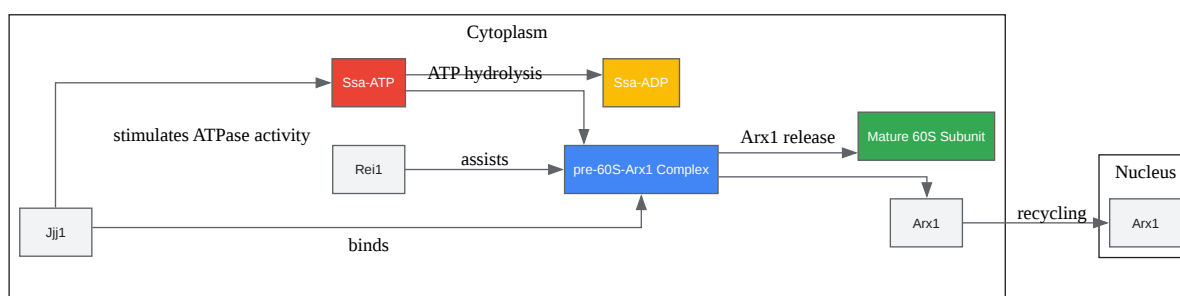 Cytoplasm
Ssa-ATP
ATP hydrolysis
Ssa-ADP
stimulates ATPase activity
Arx1 release
Mature 60S Subunit
Rei1
assists
pre-60S-Arx1 Complex
Nucleus
Jjj1
binds
Arx1
recycling
Arx1